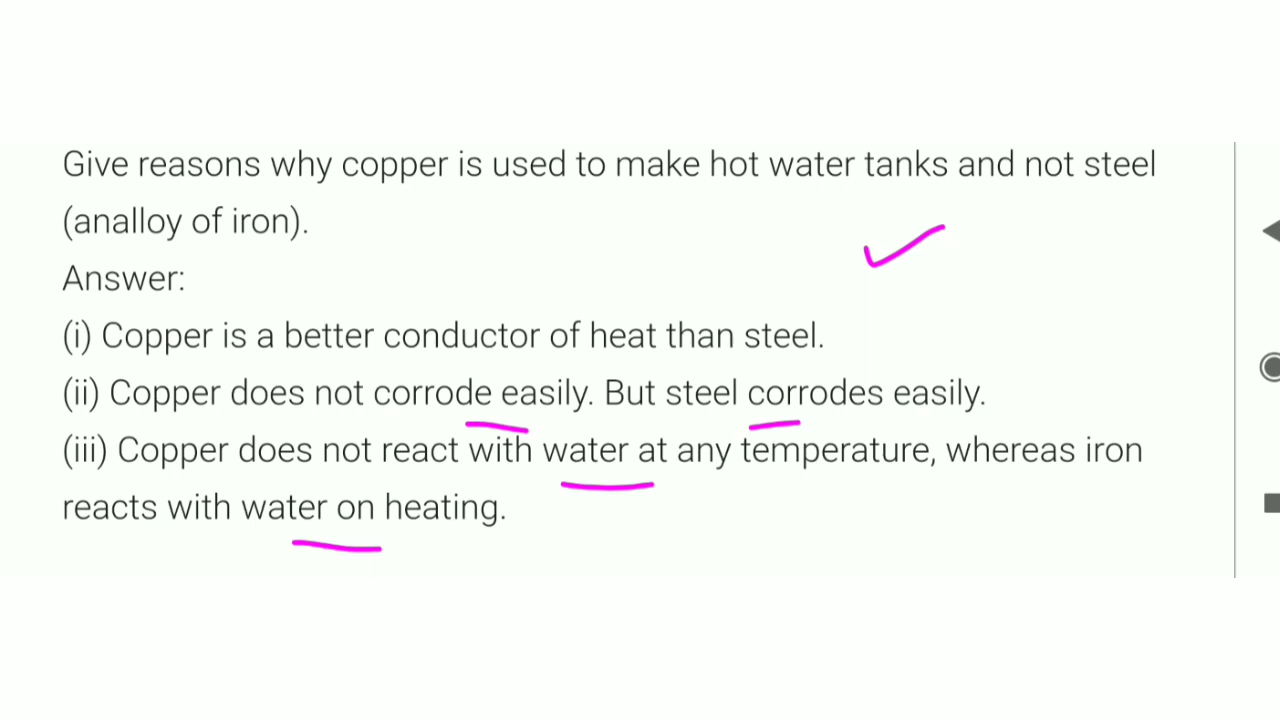 Give reasons why copper is used to make hot water tanks and not steel
(analloy of iron).
Answer:
(i) Copper is a better conductor of heat than steel.
(ii) Copper does not corrode easily. But steel corrodes easily.
(iii) Copper does not react with water at any temperature, whereas iron
reacts with water on heating.